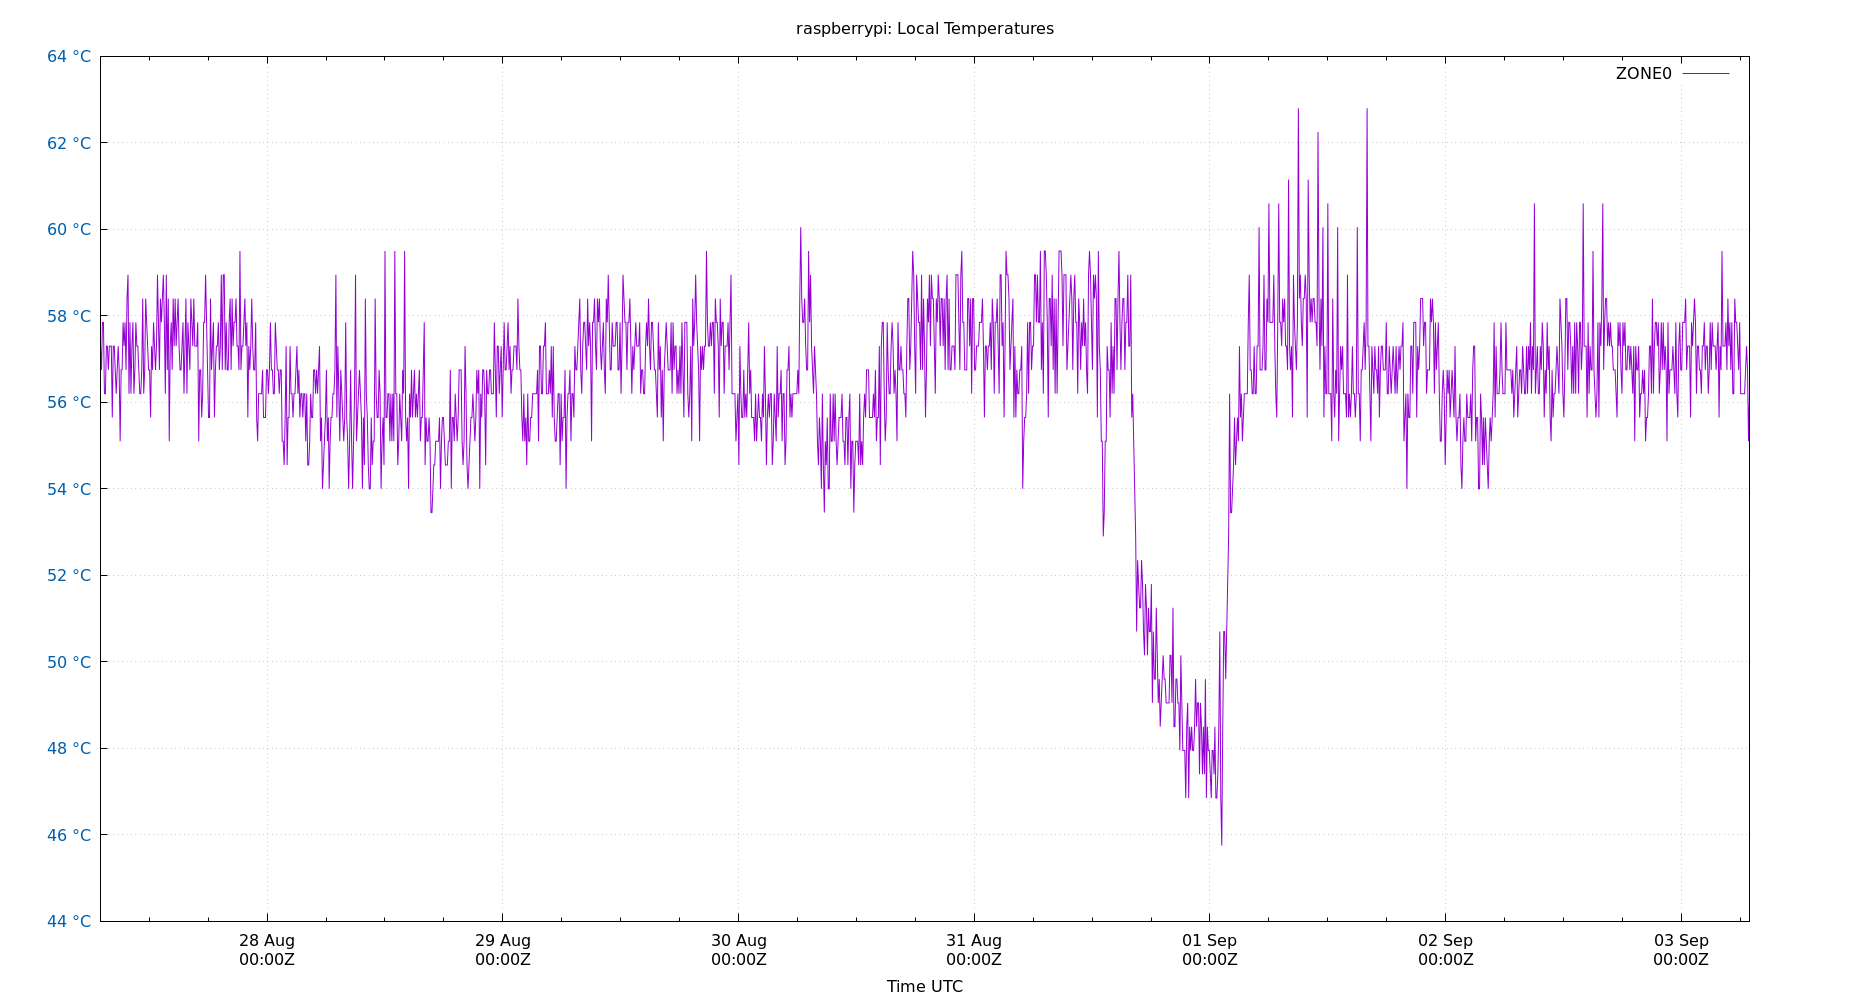 raspberrypi: Local Temperatures
64 °C
ZONE0
62 °C
60 °C
58 °C
56 °C
54 °C
52 °C
50 °C
48 °C
46 °C
44 °C
28 Aug 29 Aug 30 Aug 31 Aug 01 Sep 02 Sep 03 Sep
00:00Z 00:00Z 00:00Z 00:00Z 00:00Z 00:00Z 00:00Z
Time UTC